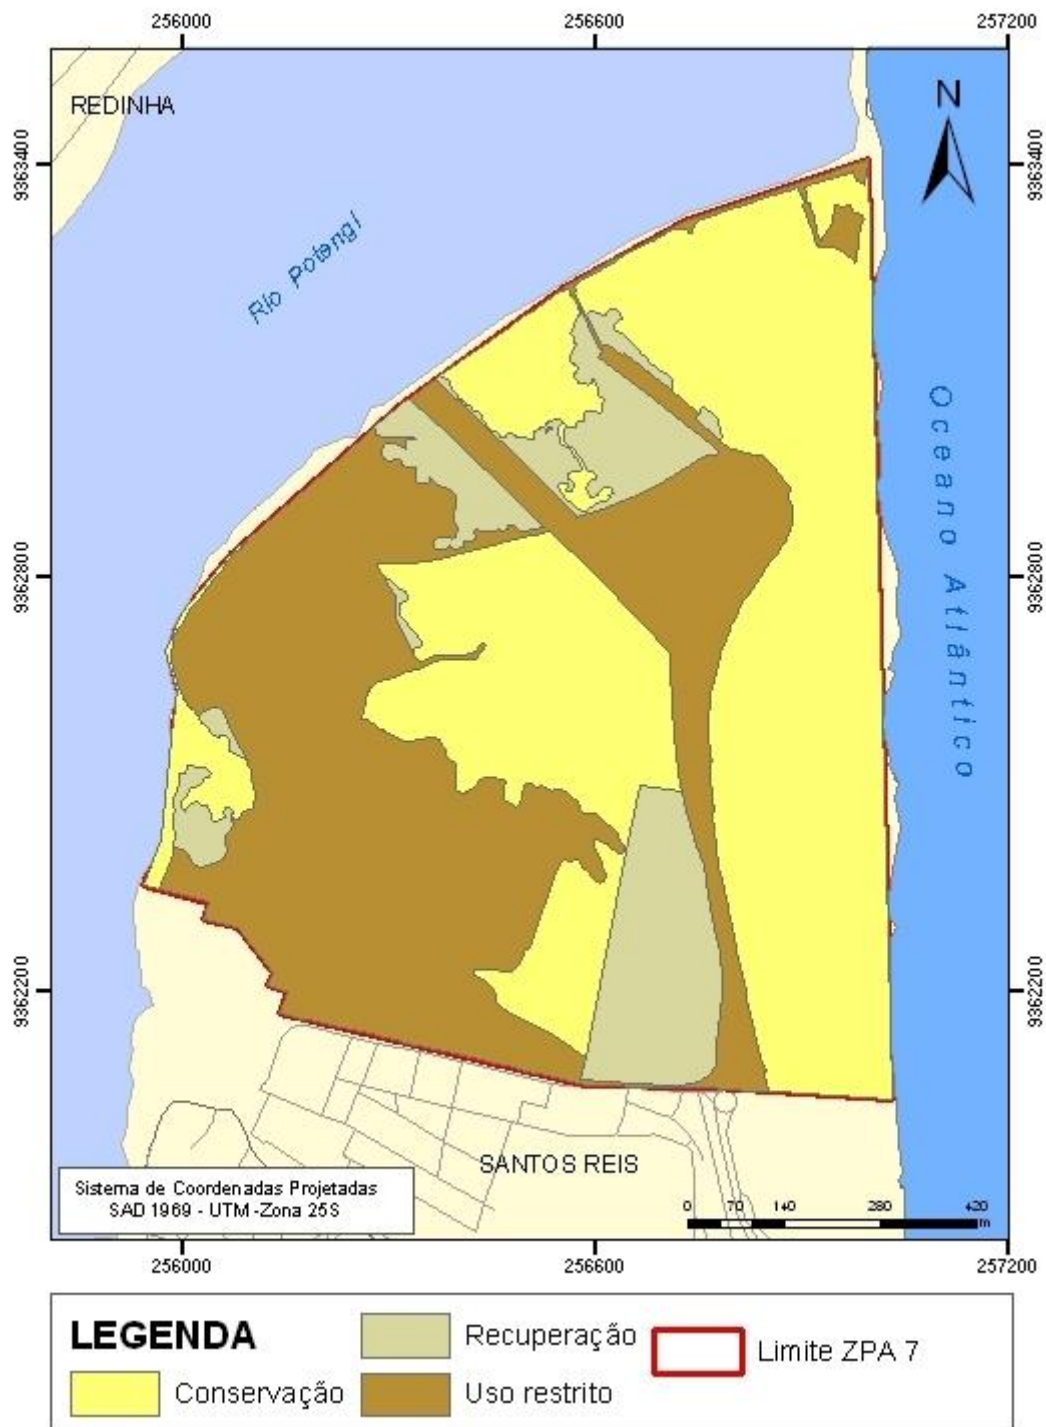 256000 256600 257200
REDINHA
N
9363400 9363400
Rio Potengi
Oceano Atlântico
9362800 9362800
9362200 9362200
SANTOS REIS
Sistema de Coordenadas Projetadas
SAD 1969 - UTM -Zona 25S
0 70 140 280 420
m
256000 256600 257200
LEGENDA
Recuperação
Limite ZPA 7
Conservação
Uso restrito